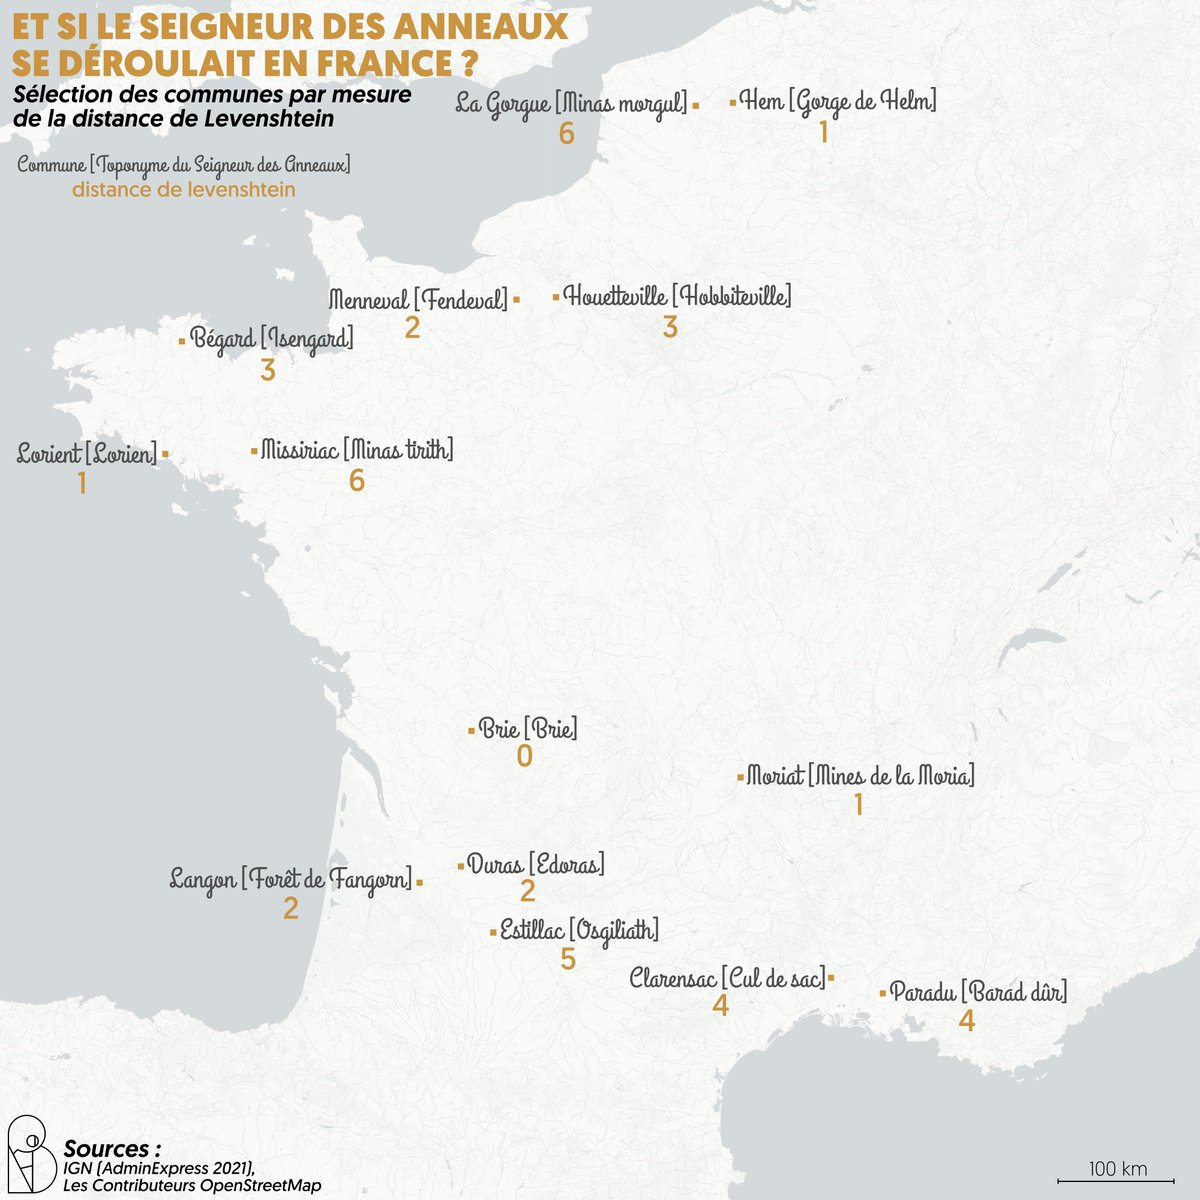 ET SI LE SEIGNEUR DES ANNEAUX
SE DÉROULAIT EN FRANCE ?
Sélection des communes par mesure
de la distance de Levenshtein
Commune [Toponyme du Seigneur des Anneaux]
distance de levenshtein
La Gorgue [Minas morgul]
6
Hem [Gorge de Helm]
1
Menneval [Fendeval]
2
Houetteville [Hobbiteville]
3
Bégard [Isengard]
3
Lorient [Lorien]
1
Missiriac [Minas tirith]
6
Brie [Brie]
0
Moriat [Mines de la Moria]
1
Langon [Forêt de Fangorn]
2
Duras [Edoras]
2
Estillac [Osgiliath]
5
Clarensac [Cul de sac]
4
Paradu [Barad dûr]
4
Sources :
IGN (AdminExpress 2021),
Les Contributeurs OpenStreetMap
100 km